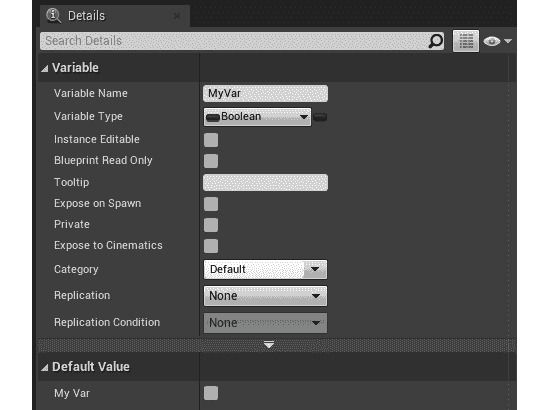 Details
Search Details
Variable
Variable Name MyVar
Variable Type Boolean
Instance Editable
Blueprint Read Only
Tooltip
Expose on Spawn
Private
Expose to Cinematics
Category Default
Replication None
Replication Condition None
Default Value
My Var